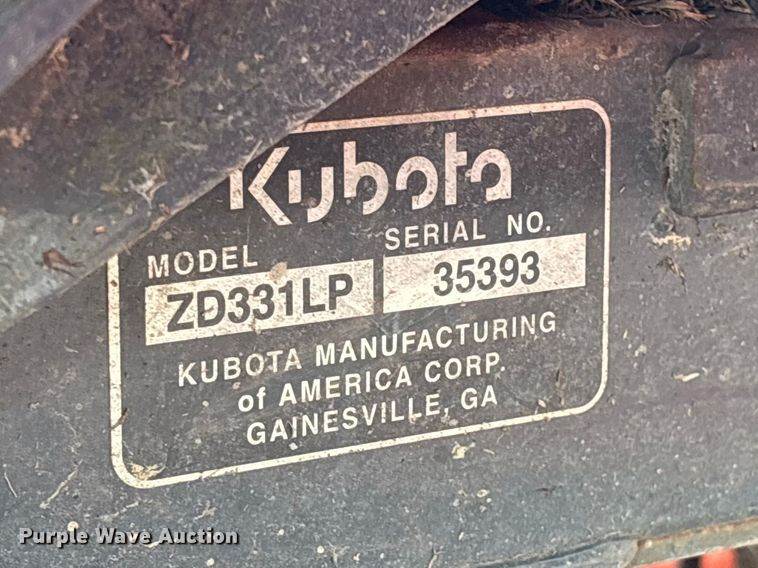 Kubota
MODEL SERIAL NO.
ZD331LP 35393
KUBOTA MANUFACTURING
of AMERICA CORP.
GAINESVILLE, GA
Purple Wave Auction